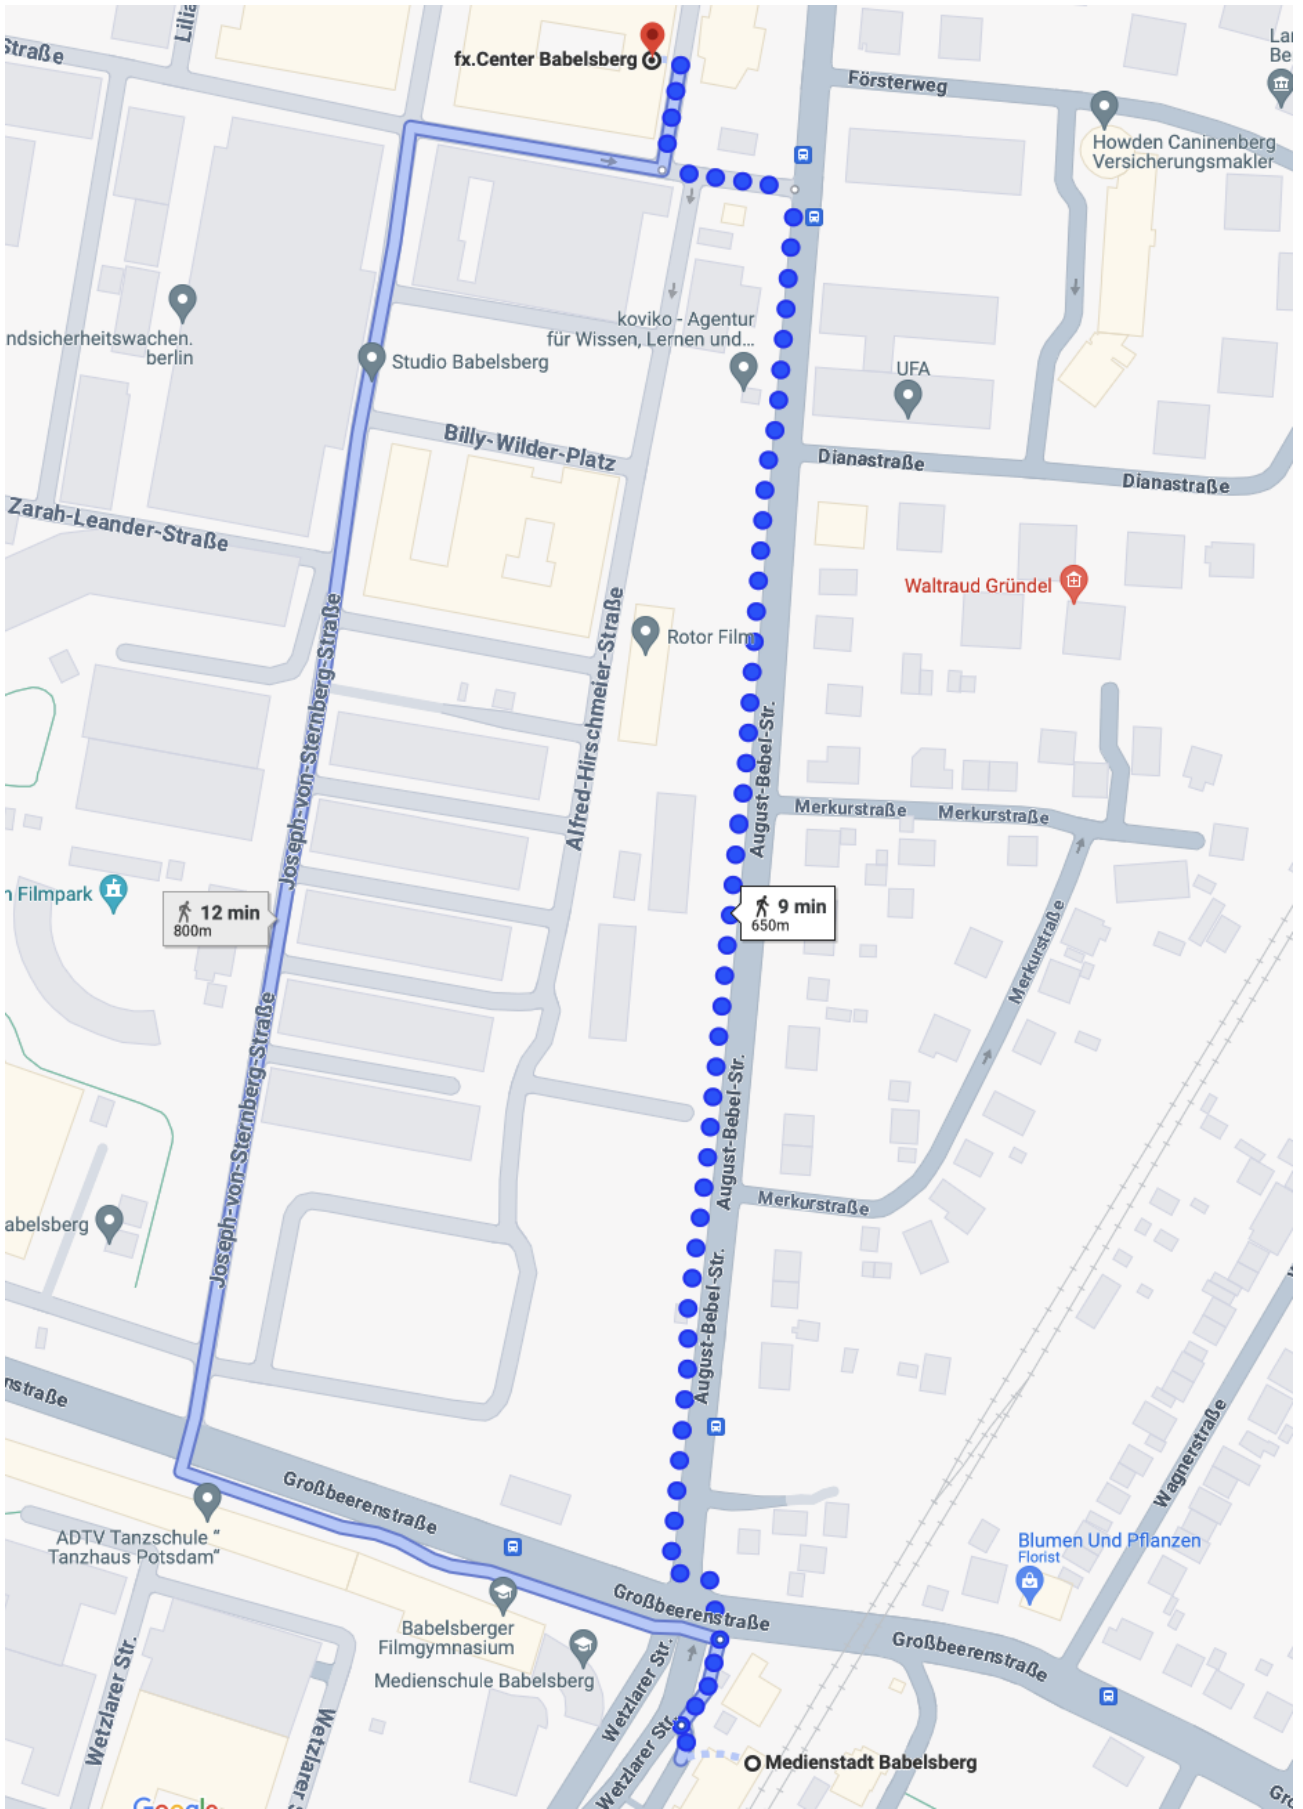 Straße
fx.Center Babelsberg
Försterweg
Howden Caninenberg
Versicherungsmakler
koviko - Agentur
für Wissen, Lernen und...
ndsicherheitswachen.
berlin
Studio Babelsberg
UFA
Billy-Wilder-Platz
Dianastraße
Dianastraße
Zarah-Leander-Straße
Waltraud Gründel
Rotor Film
Joseph-von-Sternberg-Straße
Alfred-Hirschmeier-Straße
August-Bebel-Str.
Merkurstraße
Merkurstraße
n Filmpark
12 min
800m
9 min
650m
Merkurstraße
Joseph-von-Sternberg-Straße
August-Bebel-Str.
Merkurstraße
abelsberg
August-Bebel-Str.
nstraße
Großbeerenstraße
Wagnerstraße
ADTV Tanzschule "
Tanzhaus Potsdam"
Blumen Und Pflanzen
Florist
Großbeerenstraße
Babelsberger
Filmgymnasium
Großbeerenstraße
Medienschule Babelsberg
Wetzlarer Str.
Wetzlarer Str.
Wetzlarer Str.
Wetzlarer S
Medienstadt Babelsberg
Google